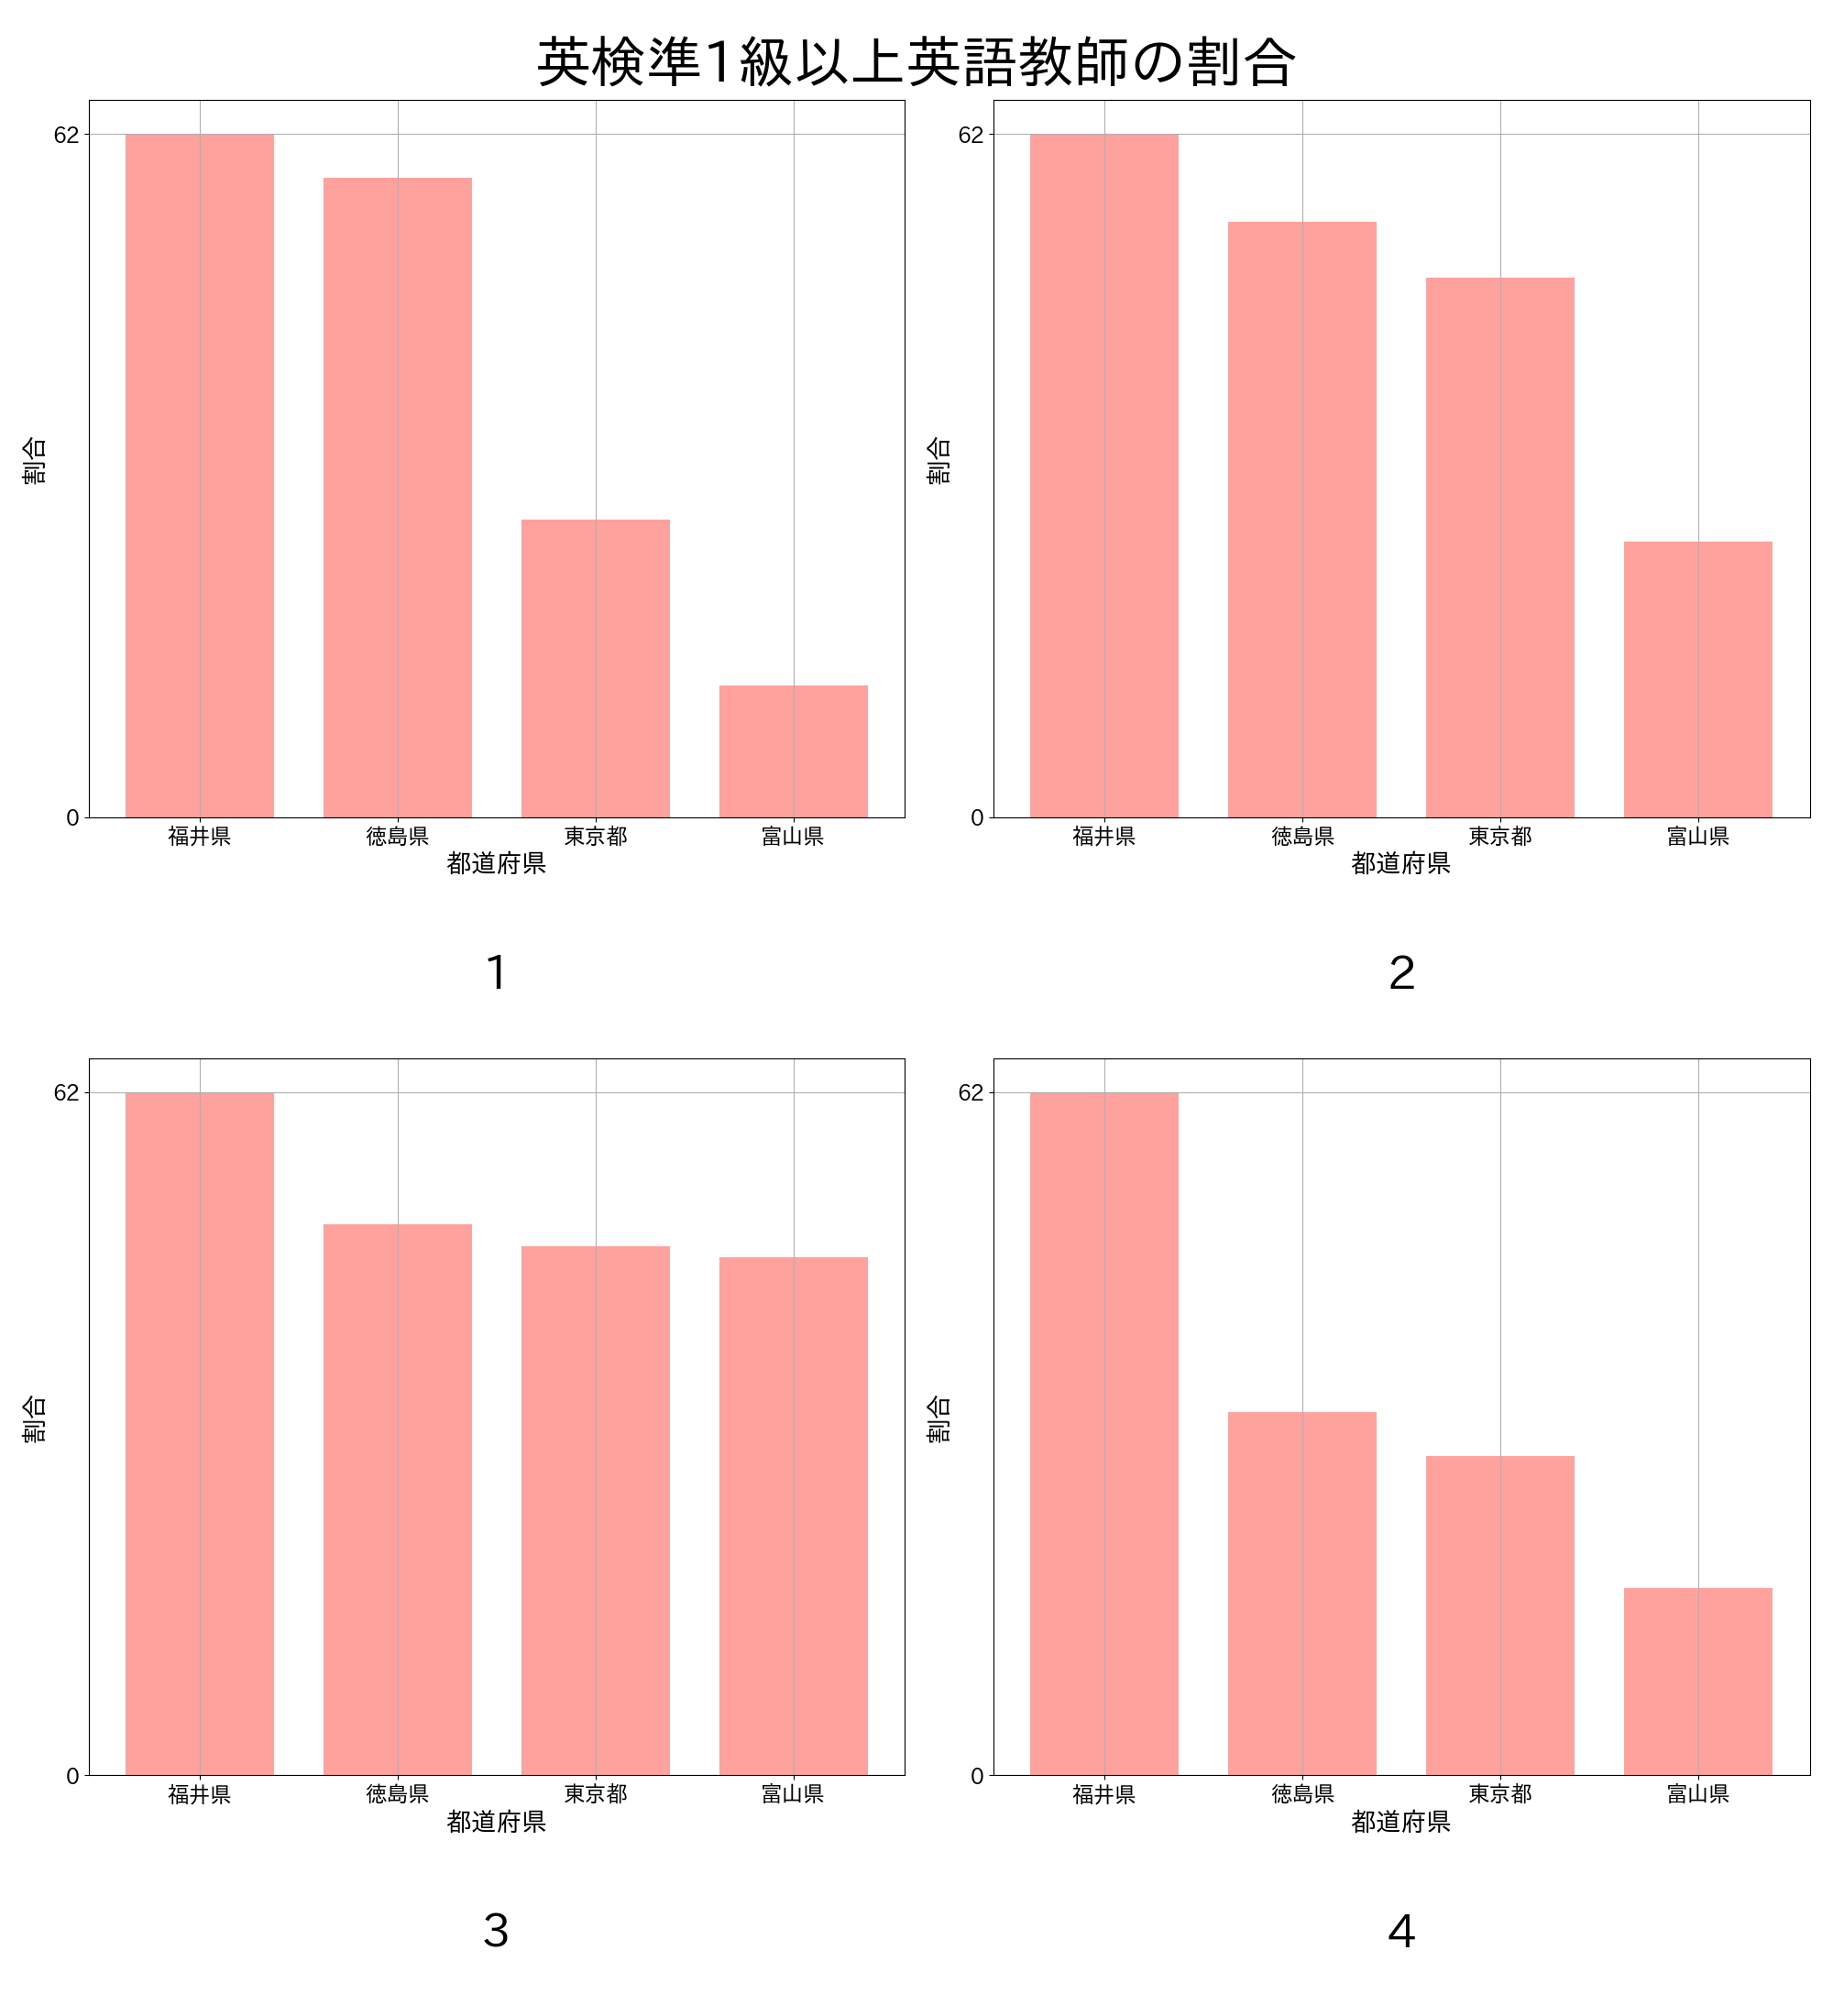 英検準1級以上英語教師の割合
62
0
割合
福井県 徳島県 東京都 富山県
都道府県
1
62
0
割合
福井県 徳島県 東京都 富山県
都道府県
2
62
0
割合
福井県 徳島県 東京都 富山県
都道府県
3
62
0
割合
福井県 徳島県 東京都 富山県
都道府県
4